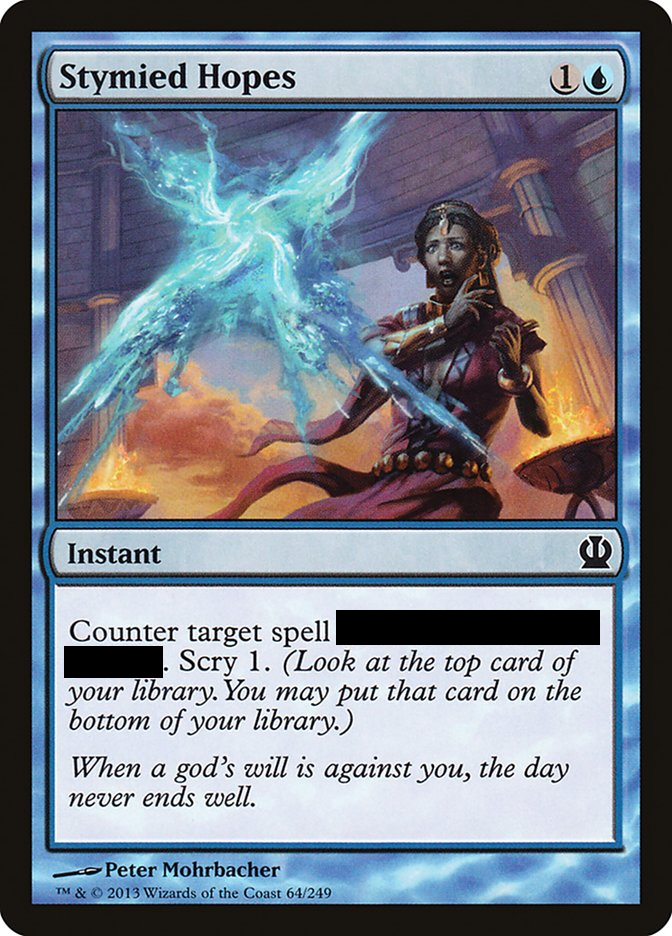 Stymied Hopes 1
Instant
Counter target spell
. Scry 1. (Look at the top card of
your library. You may put that card on the
bottom of your library.)
When a god's will is against you, the day
never ends well.
Peter Mohrbacher
™ & © 2013 Wizards of the Coast 64/249